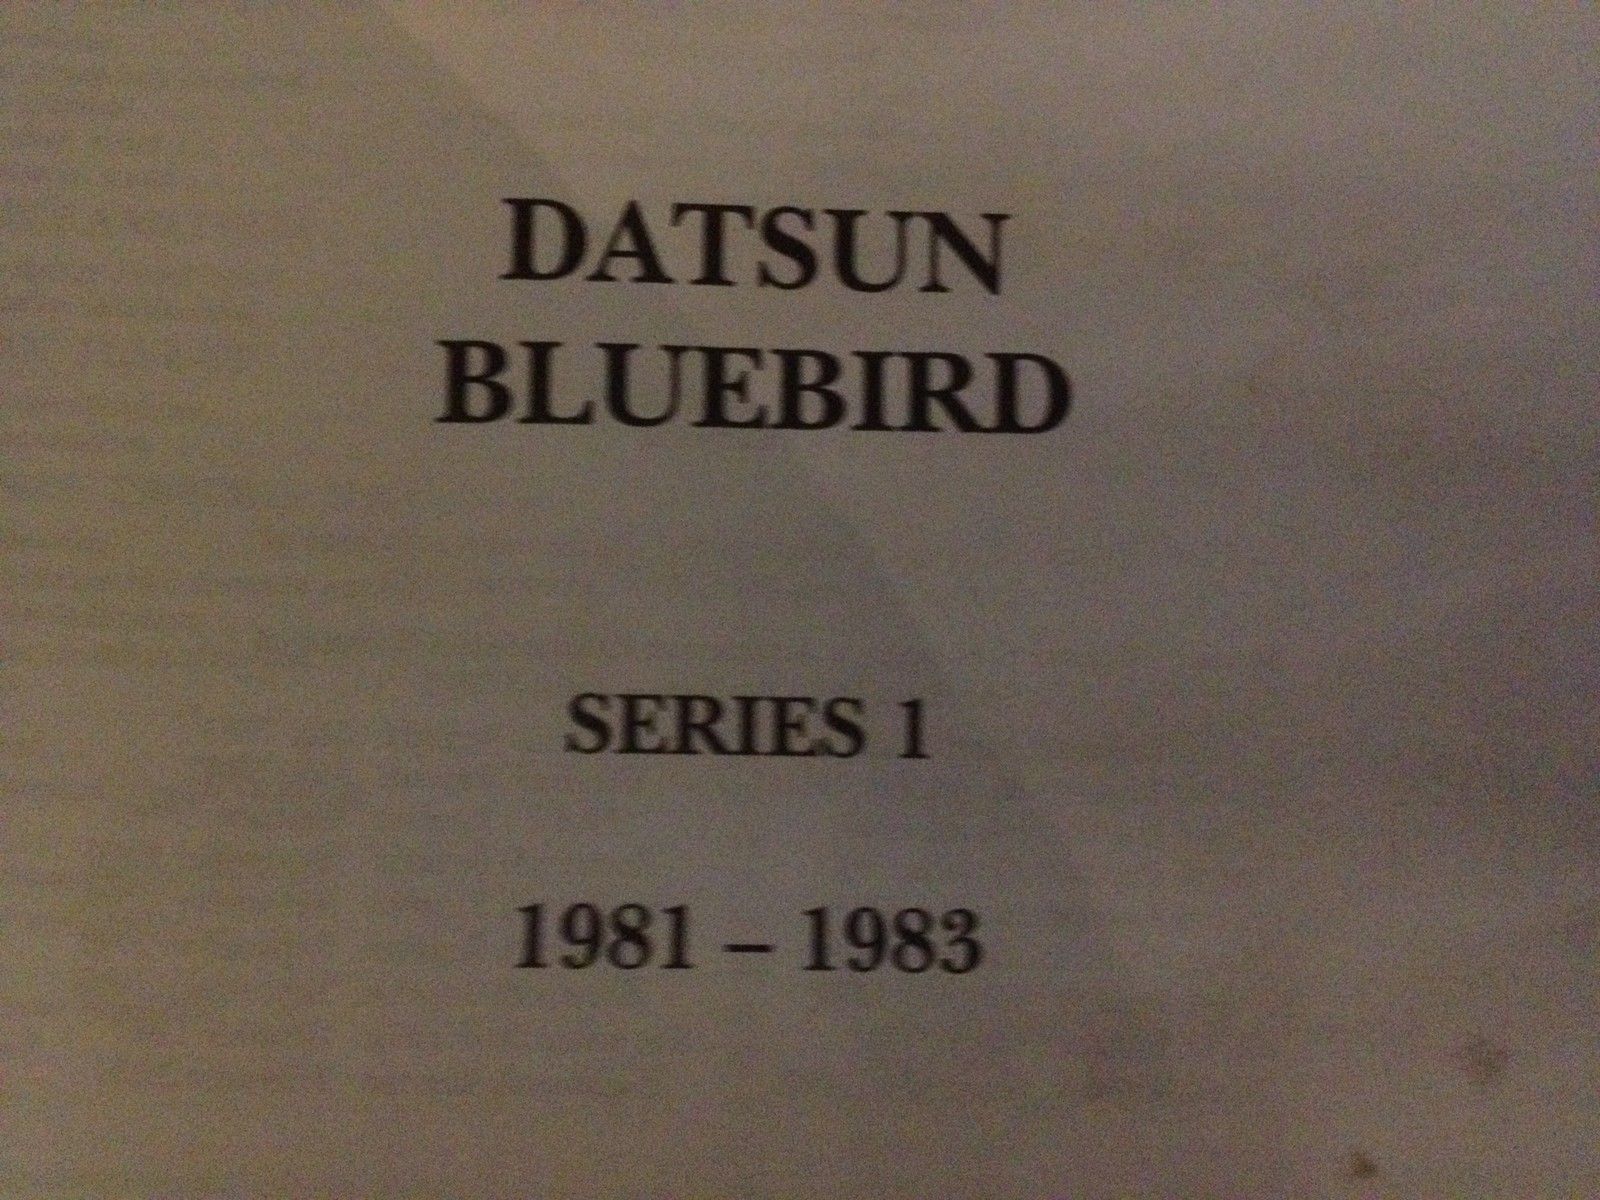 DATSUN
BLUEBIRD
SERIES 1
1981 – 1983